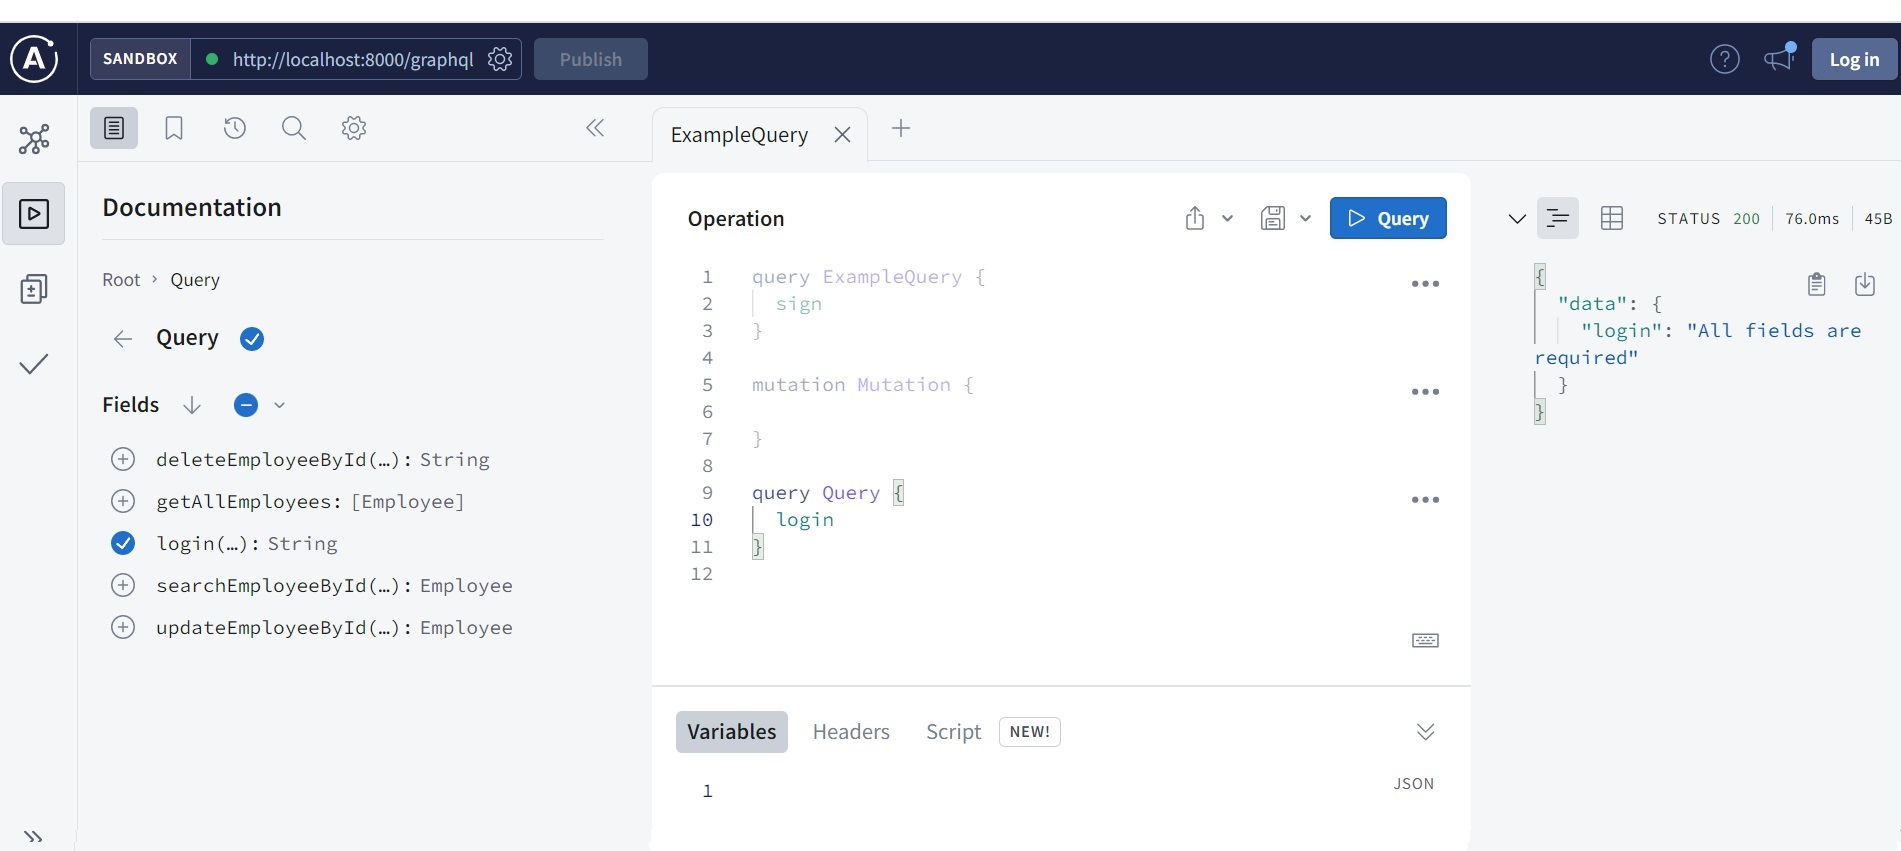 A SANDBOX http://localhost:8000/graphql Publish ? Log in
ExampleQuery
Documentation
Root › Query
Query
Fields
deleteEmployeeById(…): String
getAllEmployees: [Employee]
login(…): String
searchEmployeeById(…): Employee
updateEmployeeById(…): Employee
Operation Query
1 query ExampleQuery {
2 sign
3 }
4
5 mutation Mutation {
6
7 }
8
9 query Query {
10 login
11 }
12
Variables Headers Script NEW!
JSON
1
STATUS 200 76.0ms 45B
{
"data": {
"login": "All fields are
required"
}
}